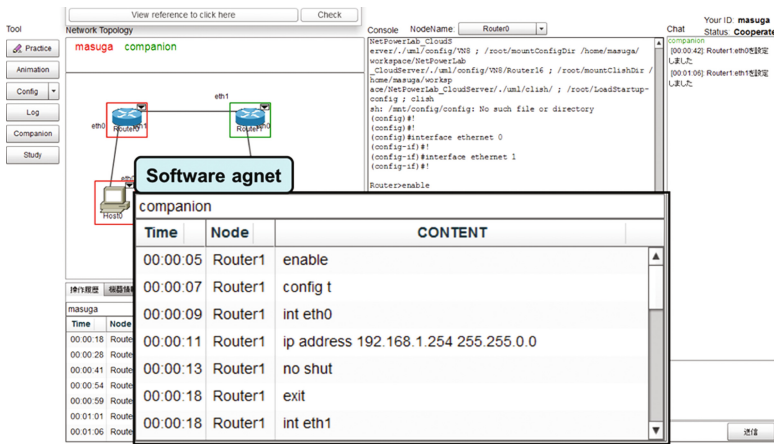 View reference to click here
Check
Your ID: masuga
Status: Cooperate
Tool
Network Topology
Console
NodeName:
Router0
Chat
Practice
Animation
Config
Log
Companion
Study
masuga companion
eth1
eth0
Router0
Host0
NetPowerLab_CloudS
erver/./uml/config/VN8 ; /root/mountConfigDir /home/masuga/
workspace/NetPowerLab
_CloudServer/./uml/config/VN8/Router16 ; /root/mountClishDir /
home/masuga/worksp
ace/NetPowerLab_CloudServer/./uml/clish/ ; /root/LoadStartup-
config ; clish
sh: /mnt/config/config: No such file or directory
(config)#!
(config)#!
(config)#interface ethernet 0
(config-if)#!
(config)#interface ethernet 1
(config-if)#!
Router>enable
companion
[00:00:42] Router1:eth0を設定
しました
[00:01:06] Router1:eth1を設定
しました
Software agnet
companion
Time Node CONTENT
00:00:05 Router1 enable
00:00:07 Router1 config t
00:00:09 Router1 int eth0
00:00:11 Router1 ip address 192.168.1.254 255.255.0.0
00:00:13 Router1 no shut
00:00:18 Router1 exit
00:00:18 Router1 int eth1
操作履歴
masuga
Time Node
00:00:18 Route
00:00:28 Route
00:00:41 Route
00:00:54 Route
00:00:59 Route
00:01:01 Route
00:01:06 Route
送信